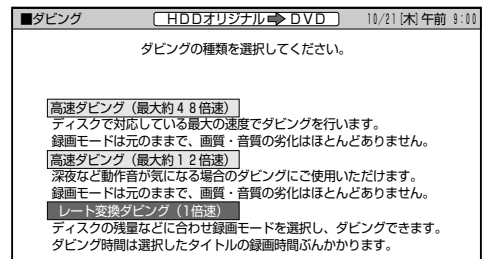 ■ダビング HDDオリジナル➡DVD 10/21[木]午前 9:00
ダビングの種類を選択してください。
高速ダビング（最大約48倍速）
ディスクで対応している最大の速度でダビングを行います。
録画モードは元のままで、画質・音質の劣化はほとんどありません。
高速ダビング（最大約12倍速）
深夜など動作音が気になる場合のダビングにご使用いただけます。
録画モードは元のままで、画質・音質の劣化はほとんどありません。
レート変換ダビング（1倍速）
ディスクの残量などに合わせ録画モードを選択し、ダビングできます。
ダビング時間は選択したタイトルの録画時間ぶんかかります。